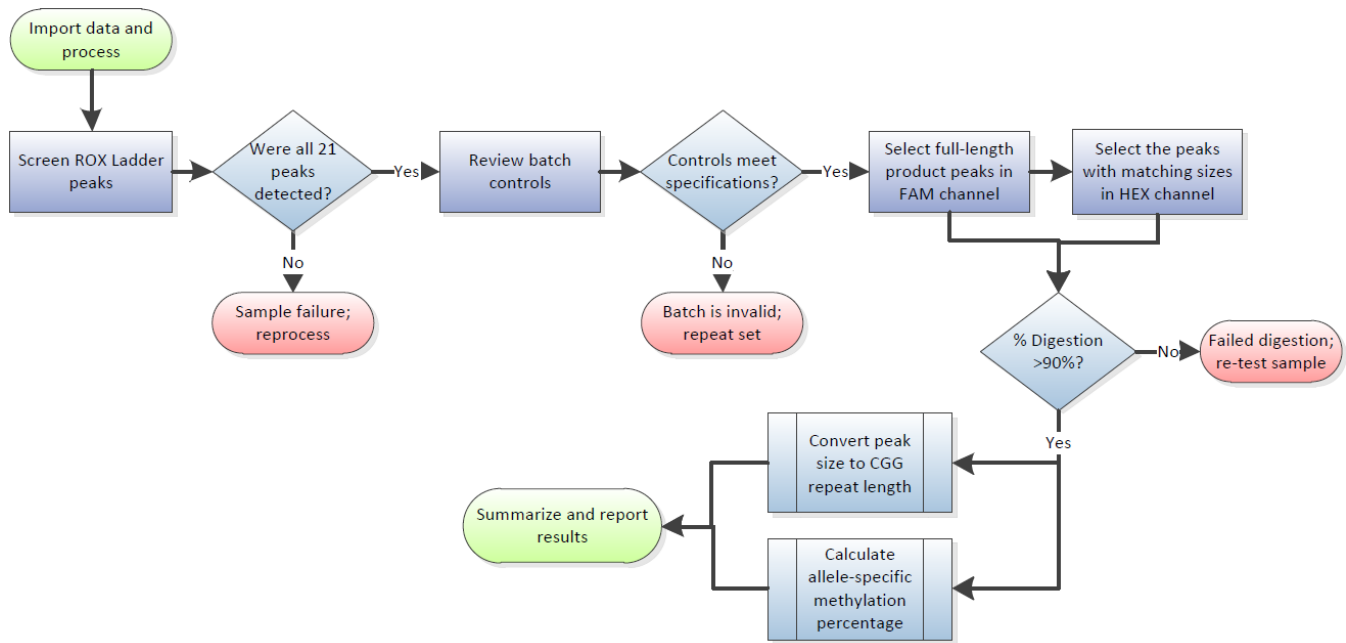 Import data and
process
Screen ROX Ladder
peaks
Were all 21
peaks
detected?
Yes
No
Sample failure;
reprocess
Review batch
controls
Controls meet
specifications?
Yes
No
Batch is invalid;
repeat set
Select full-length
product peaks in
FAM channel
Select the peaks
with matching sizes
in HEX channel
% Digestion
>90%?
No
Failed digestion;
re-test sample
Yes
Convert peak
size to CGG
repeat length
Calculate
allele-specific
methylation
percentage
Summarize and report
results